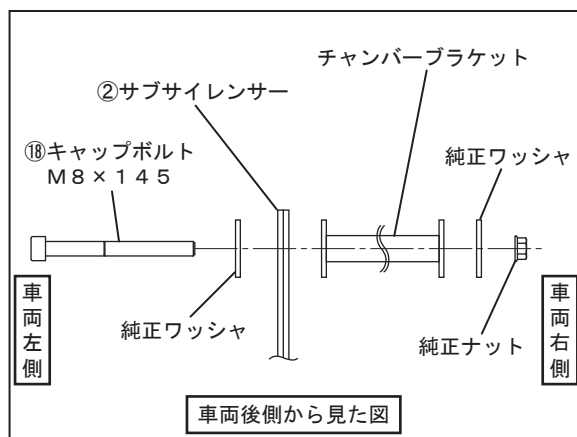 チャンバーブラケット
②サブサイレンサー
⑱キャップボルト
Ｍ８×１４５
純正ワッシャ
純正ワッシャ
純正ナット
車両左側
車両右側
車両後側から見た図